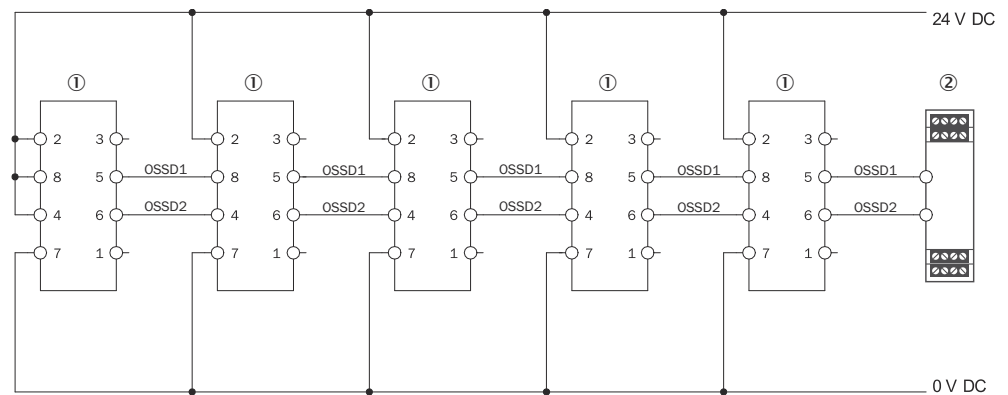 24 V DC
① ① ① ① ① ②
2 3 2 3 2 3 2 3 2 3
OSSD1 OSSD1 OSSD1 OSSD1 OSSD1
8 5 8 5 8 5 8 5 8 5
OSSD2 OSSD2 OSSD2 OSSD2 OSSD2
4 6 4 6 4 6 4 6 4 6
7 1 7 1 7 1 7 1 7 1
0 V DC